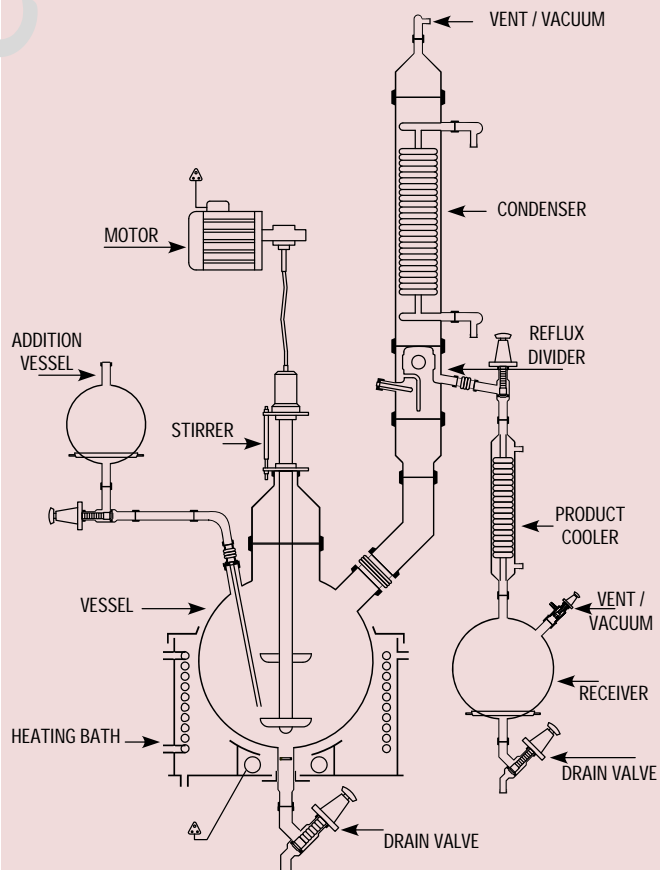 VENT / VACUUM
CONDENSER
MOTOR
REFLUX
DIVIDER
ADDITION
VESSEL
STIRRER
PRODUCT
COOLER
VESSEL
VENT /
VACUUM
RECEIVER
HEATING BATH
DRAIN VALVE
DRAIN VALVE